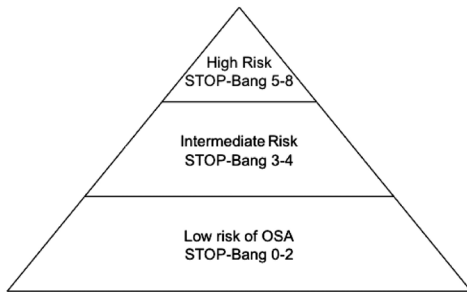 High Risk
STOP-Bang 5-8
Intermediate Risk
STOP-Bang 3-4
Low risk of OSA
STOP-Bang 0-2